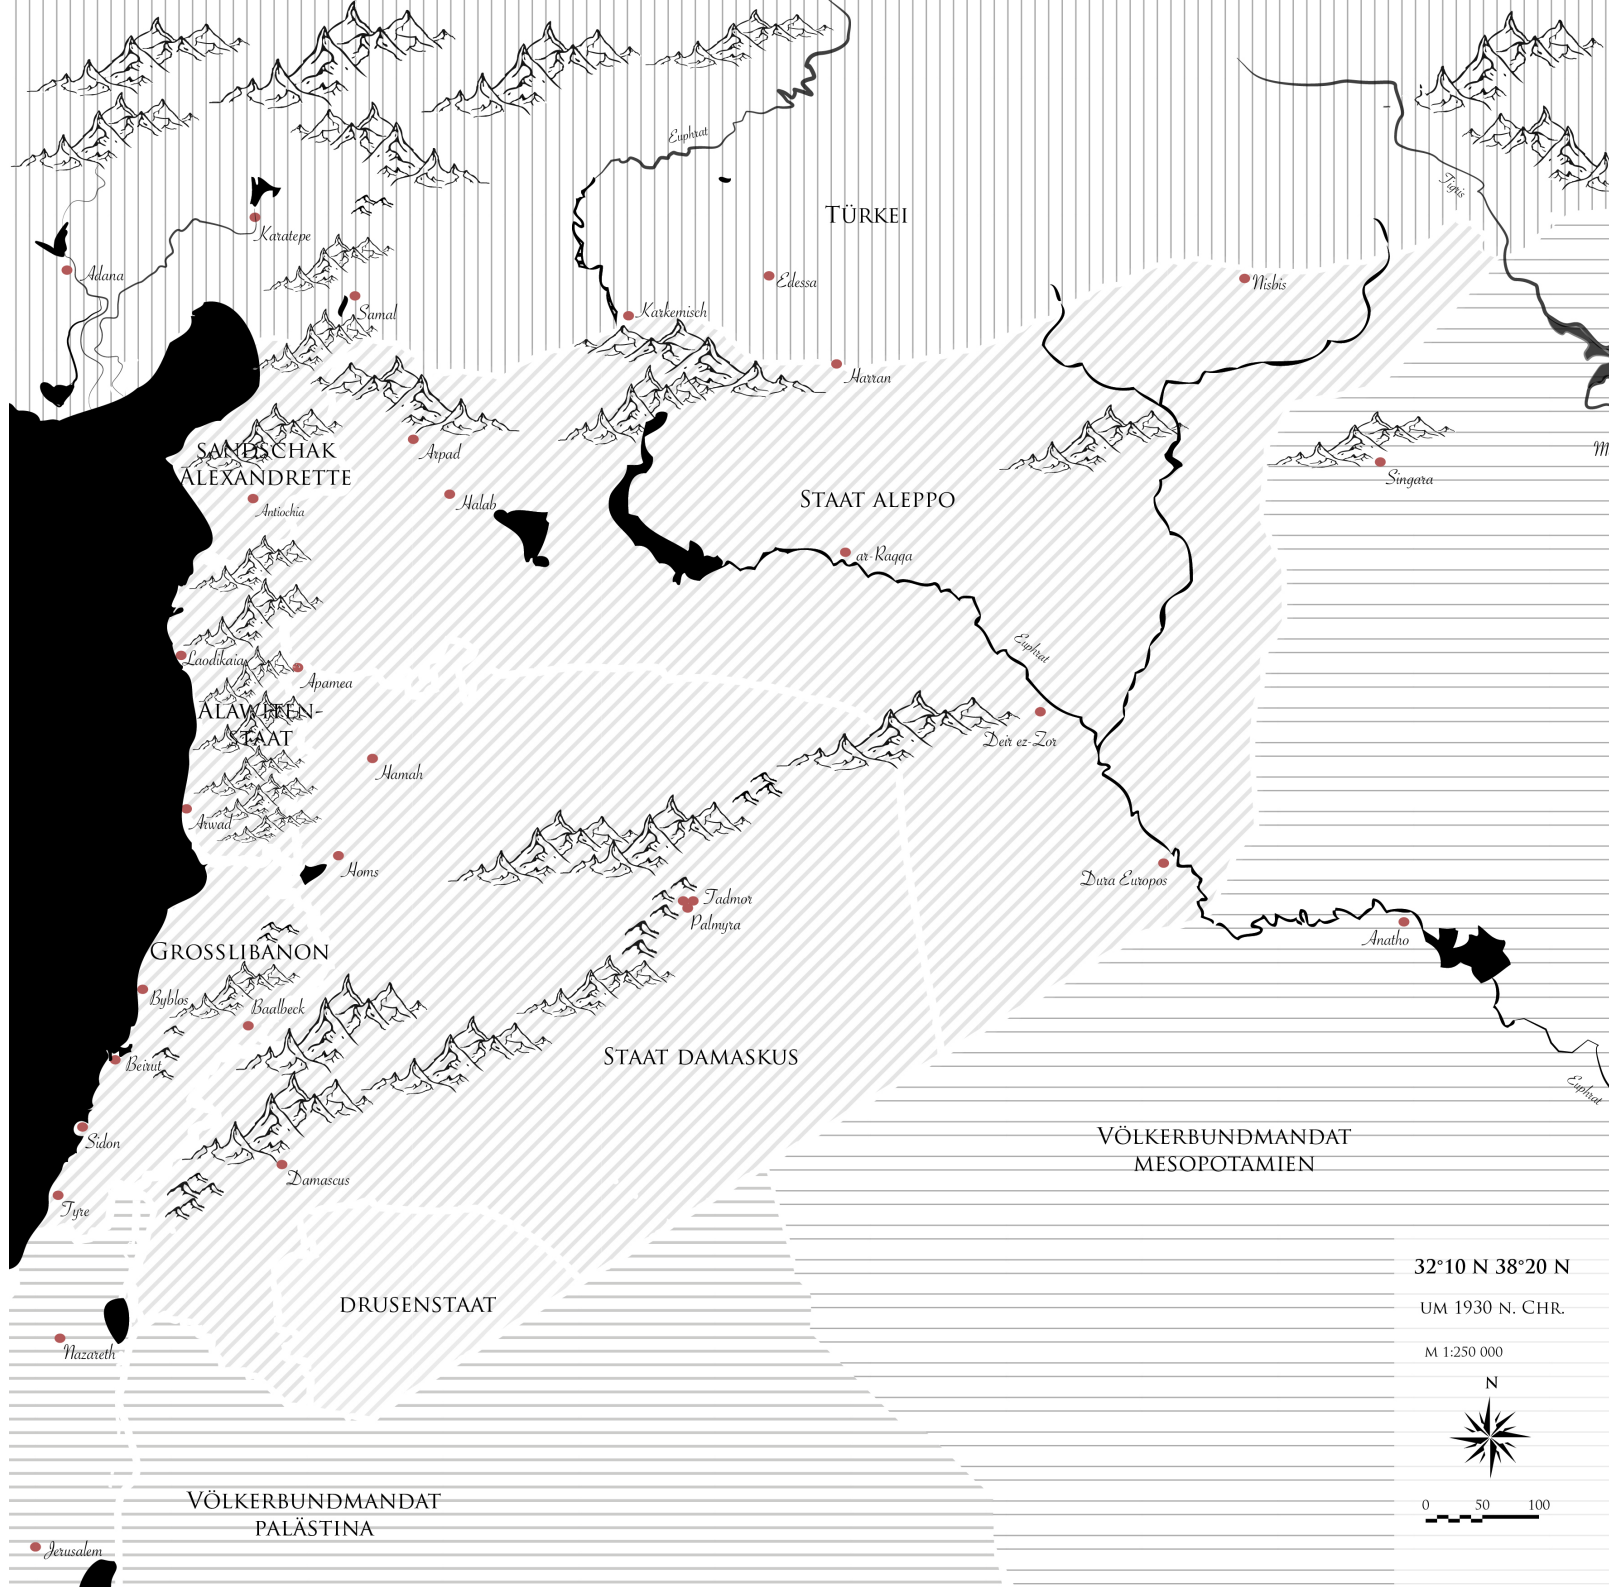 Euphrat
Tigris
TÜRKEI
Karatepe
Adana
Edessa
Nisbis
Samal
Karkemisch
Harran
SANDSCHAK
ALEXANDRETTE
Arpad
M
Singara
Halab
STAAT ALEPPO
Antiochia
ar-Raqqa
Euphrat
Laodikaia
Apamea
ALAWITEN-
STAAT
Deir ez-Zor
Hamah
Arwad
Homs
Dura Europos
Tadmor
Palmyra
Anatho
GROSSLIBANON
Byblos
Baalbeck
Beirut
STAAT DAMASKUS
Euphrat
Sidon
VÖLKERBUNDMANDAT
MESOPOTAMIEN
Damascus
Tyre
32°10 N 38°20 N
DRUSENSTAAT
UM 1930 N. CHR.
Nazareth
M 1:250 000
N
VÖLKERBUNDMANDAT
PALÄSTINA
0 50 100
Jerusalem